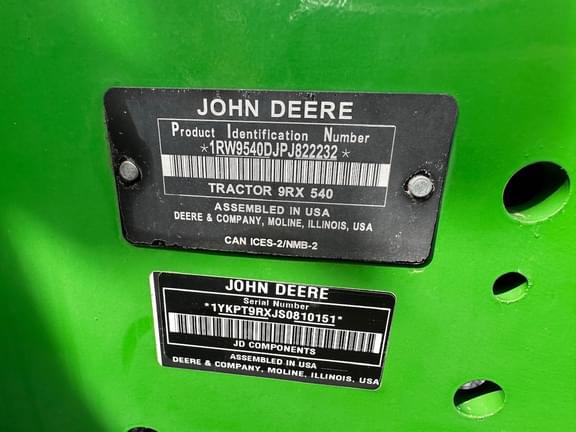 JOHN DEERE
Product Identification Number
*1RW9540DJPJ822232*
TRACTOR 9RX 540
ASSEMBLED IN USA
DEERE & COMPANY, MOLINE, ILLINOIS, USA
CAN ICES-2/NMB-2
JOHN DEERE
Serial Number
*1YKPT9RXJS0810151*
JD COMPONENTS
ASSEMBLED IN USA
DEERE & COMPANY, MOLINE, ILLINOIS, USA